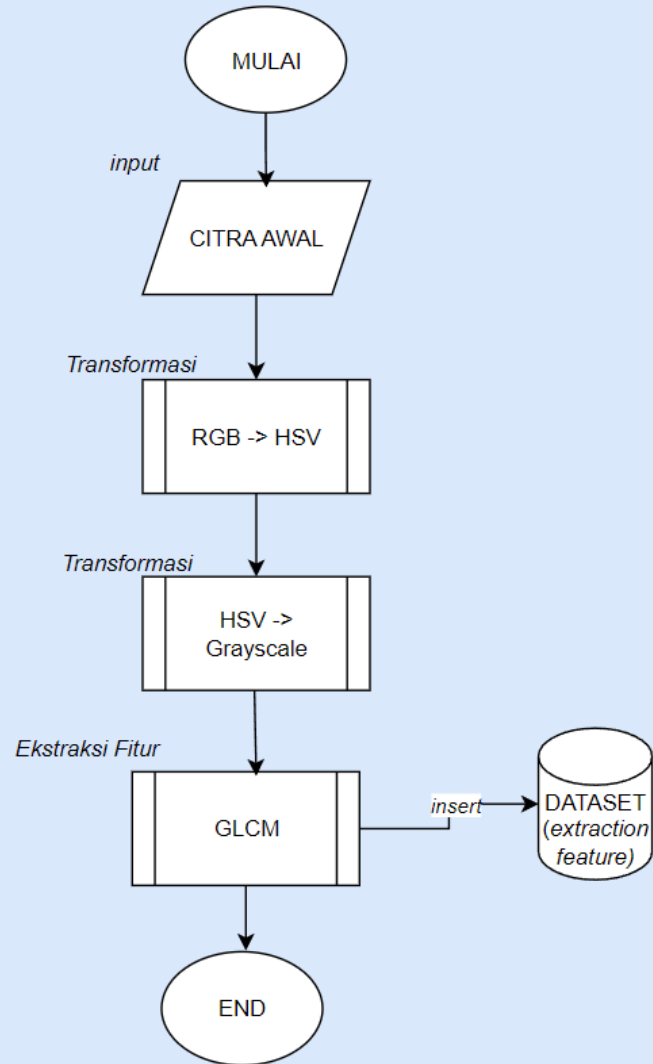 MULAI
input
CITRA AWAL
Transformasi
RGB -> HSV
Transformasi
HSV ->
Grayscale
Ekstraksi Fitur
GLCM
insert
DATASET
(extraction
feature)
END